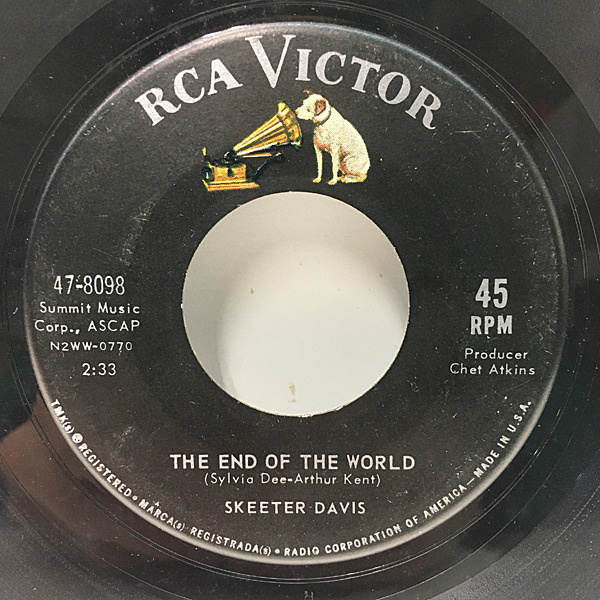 RCA VICTOR
47-8098
Summit Music
Corp., ASCAP
N2WW-0770
2:33
45
RPM
Producer
Chet Atkins
THE END OF THE WORLD
(Sylvia Dee-Arthur Kent)
SKEETER DAVIS
TMK(s) ® REGISTERED • MARCA(s) REGISTRADA(s) • RADIO CORPORATION OF AMERICA—MADE IN U.S.A.